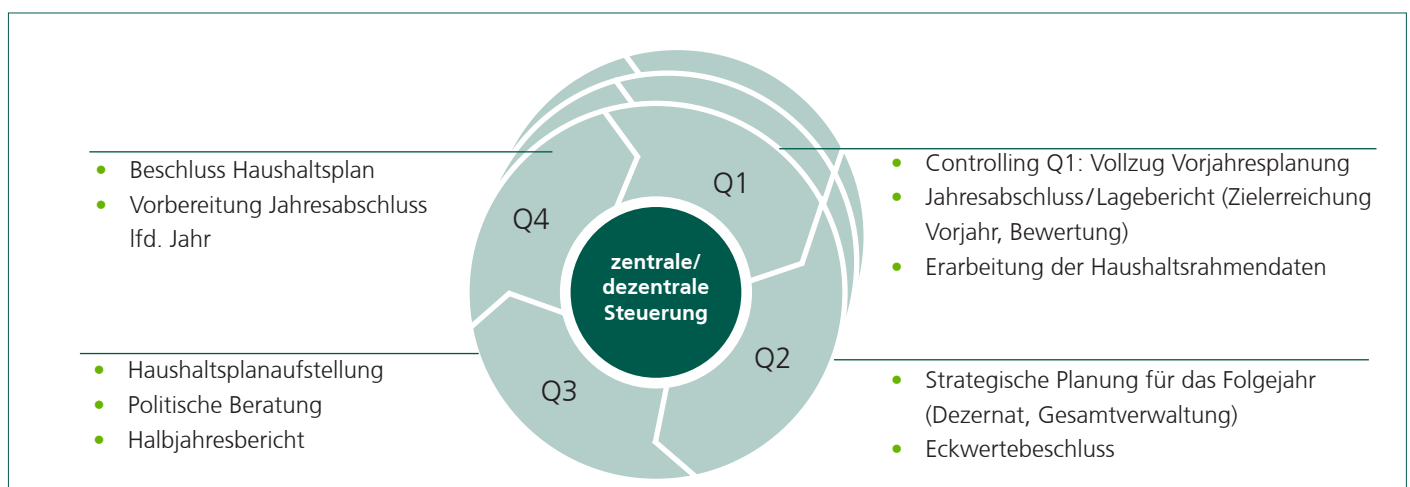 • Beschluss Haushaltsplan
• Vorbereitung Jahresabschluss
lfd. Jahr
• Controlling Q1: Vollzug Vorjahresplanung
• Jahresabschluss/Lagebericht (Zielerreichung
Vorjahr, Bewertung)
• Erarbeitung der Haushaltsrahmendaten
Q1
Q4
zentrale/
dezentrale
Steuerung
Q2
Q3
• Haushaltsplanaufstellung
• Politische Beratung
• Halbjahresbericht
• Strategische Planung für das Folgejahr
(Dezernat, Gesamtverwaltung)
• Eckwertebeschluss